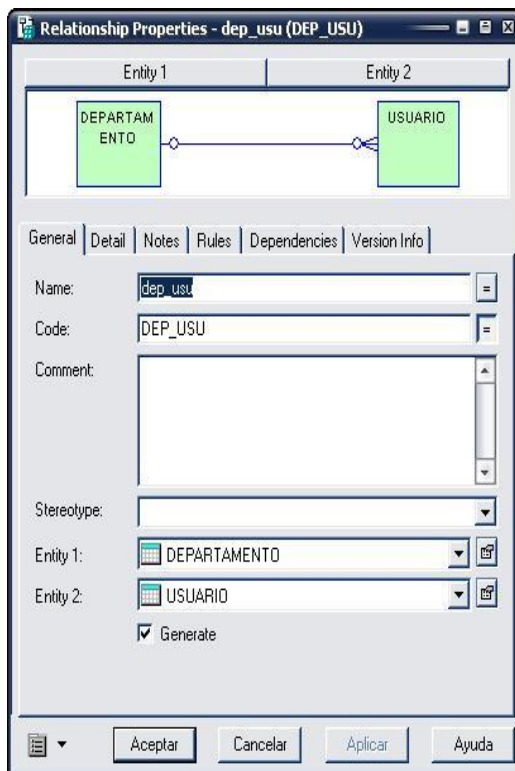 Relationship Properties - dep_usu (DEP_USU)
Entity 1 Entity 2
DEPARTAM
ENTO
USUARIO
General Detail Notes Rules Dependencies Version Info
Name: dep_usu =
Code: DEP_USU =
Comment:
Stereotype:
Entity 1: DEPARTAMENTO
Entity 2: USUARIO
Generate
Aceptar Cancelar Aplicar Ayuda